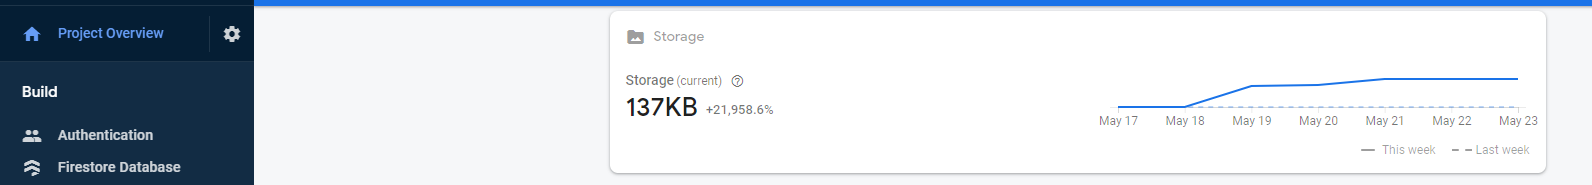 Project Overview
Build
Authentication
Firestore Database
Storage
Storage (current)
137KB +21,958.6%
May 17 May 18 May 19 May 20 May 21 May 22 May 23
This week Last week